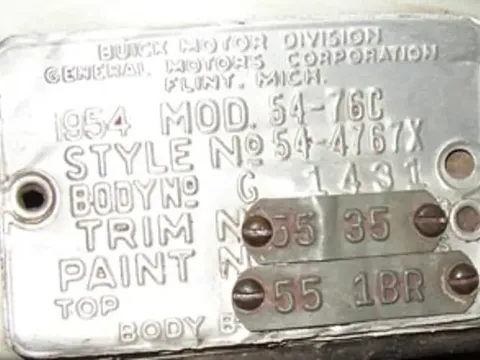 BUICK MOTOR DIVISION
GENERAL MOTORS CORPORATION
FLINT, MICH.
1954 MOD. 54-76C
STYLE No 54-4767X
BODY No G 1431
TRIM N 35 35
PAINT N 55 1BR
TOP
BODY B